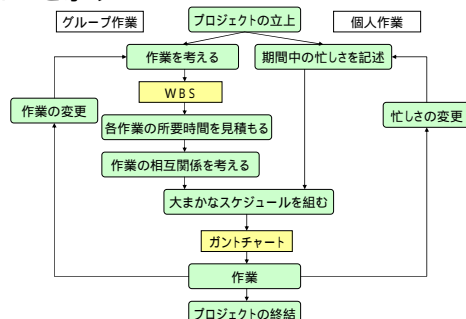 グループ作業
プロジェクトの立上
個人作業
作業を考える
期間中の忙しさを記述
WBS
作業の変更
各作業の所要時間を見積もる
忙しさの変更
作業の相互関係を考える
大まかなスケジュールを組む
ガントチャート
作業
プロジェクトの終結